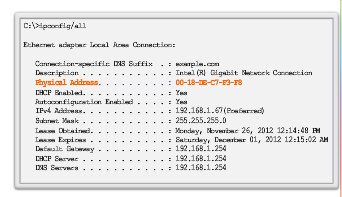 C:\>ipconfig/all
Ethernet adapter Local Area Connection:
Connection-specific DNS Suffix . : example.com
Description . . . . . . . . . . . : Intel(R) Gigabit Network Connection
Physical Address. . . . . . . . . : 00-18-DE-C7-F3-FB
DHCP Enabled. . . . . . . . . . . : Yes
Autoconfiguration Enabled . . . . : Yes
IPv4 Address. . . . . . . . . . . : 192.168.1.67(Preferred)
Subnet Mask . . . . . . . . . . . : 255.255.255.0
Lease Obtained. . . . . . . . . . : Monday, November 26, 2012 12:14:48 PM
Lease Expires . . . . . . . . . . : Saturday, December 01, 2012 12:15:02 AM
Default Gateway . . . . . . . . . : 192.168.1.254
DHCP Server . . . . . . . . . . . : 192.168.1.254
DNS Servers . . . . . . . . . . . : 192.168.1.254